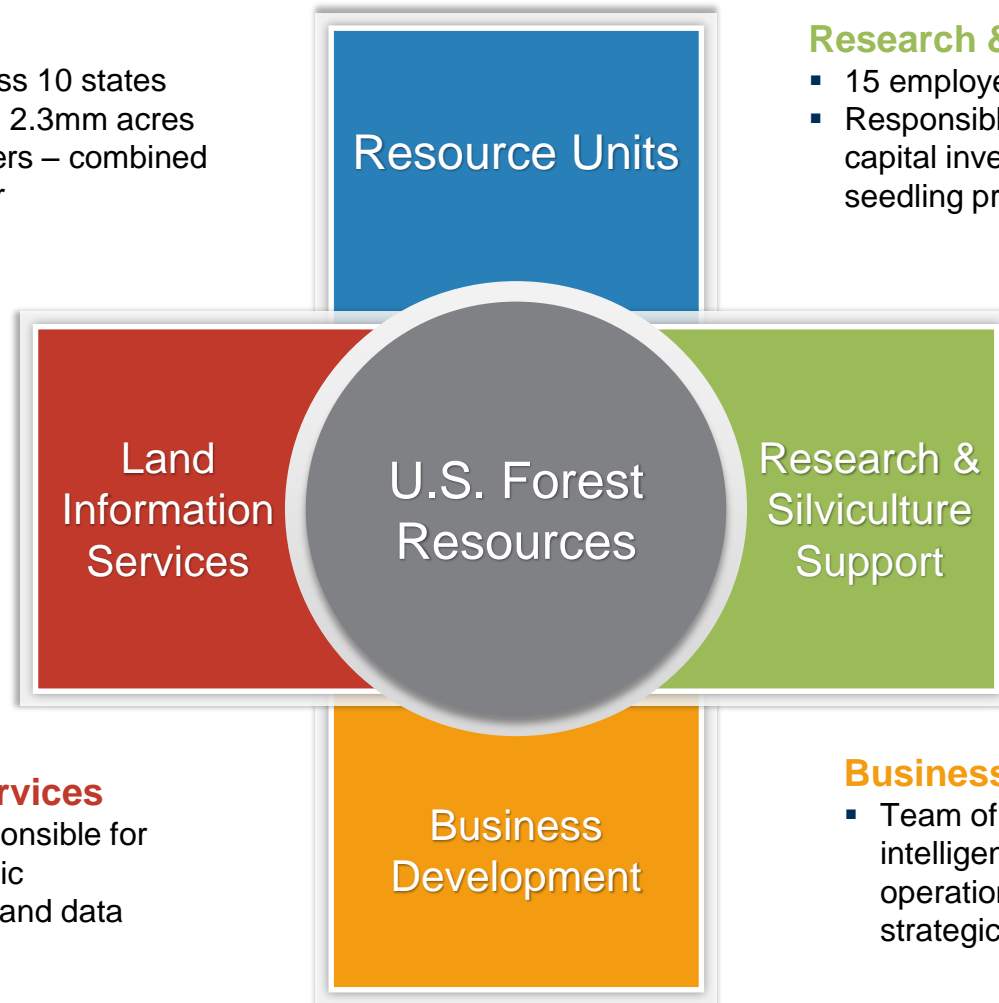 ss 10 states
2.3mm acres
ers – combined
r
Resource Units
Research &
▪ 15 employe
▪ Responsibl
capital inve
seedling pr
Land
Information
Services
U.S. Forest
Resources
Research &
Silviculture
Support
rvices
onsible for
ic
and data
Business
Development
Business
▪ Team of
intelligen
operation
strategic